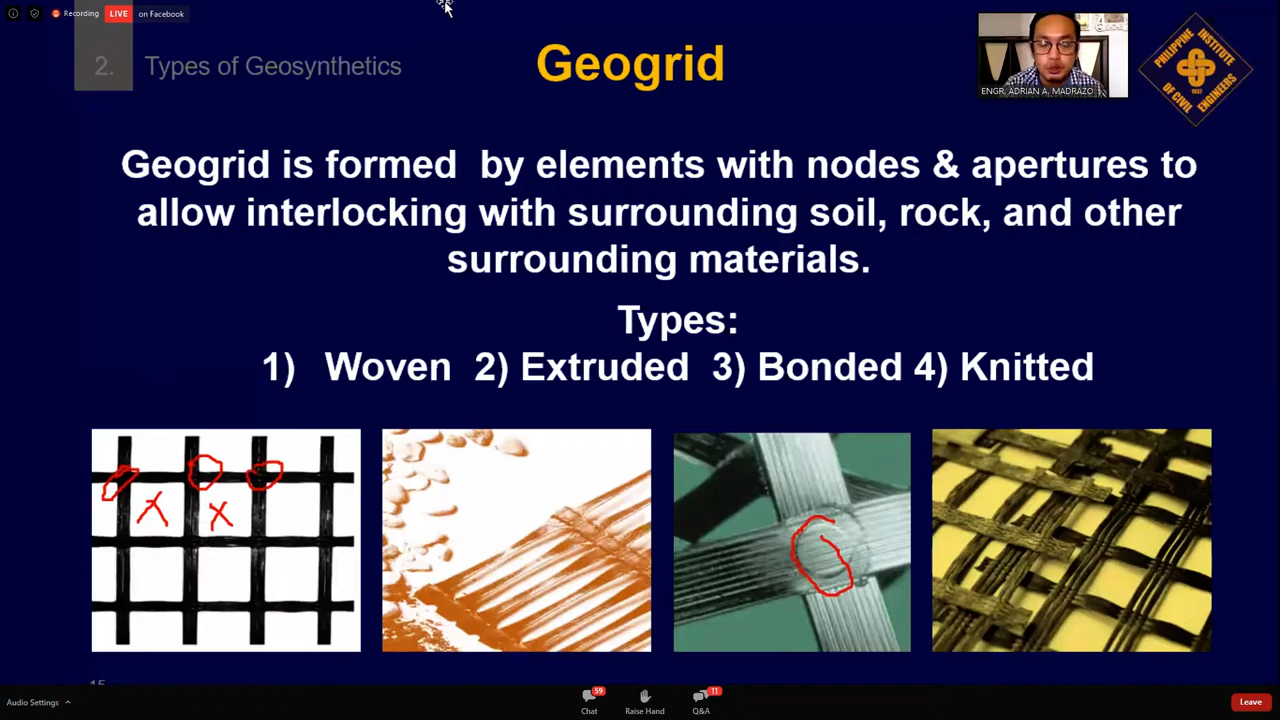 Recording LIVE on Facebook
2. Types of Geosynthetics
Geogrid
ENGR. ADRIAN A. MADRAZO
PHILIPPINE INSTITUTE
OF CIVIL ENGINEERS
1937
Geogrid is formed by elements with nodes & apertures to
allow interlocking with surrounding soil, rock, and other
surrounding materials.
Types:
1) Woven 2) Extruded 3) Bonded 4) Knitted
X X
15
Audio Settings
59
Chat
Raise Hand
11
Q&A
Leave